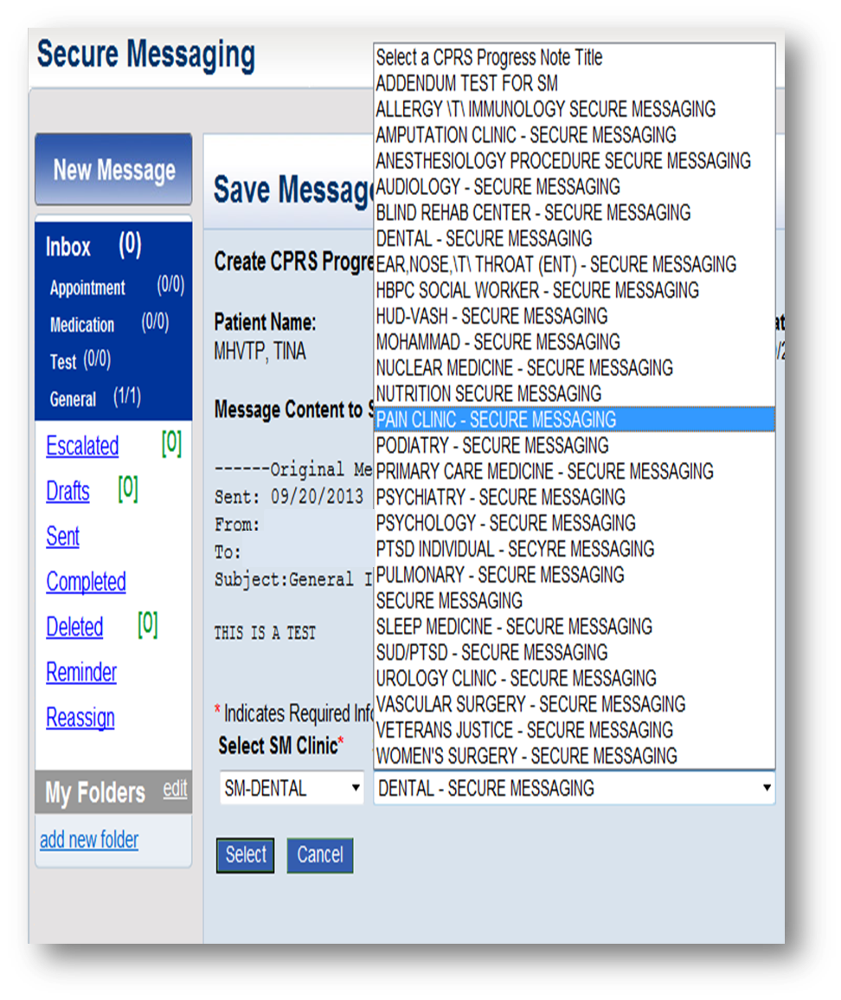 Secure Messaging
New Message
Inbox (0)
Appointment (0/0)
Medication (0/0)
Test (0/0)
General (1/1)
Escalated [0]
Drafts [0]
Sent
Completed
Deleted [0]
Reminder
Reassign
My Folders edit
add new folder
Save Message
Create CPRS Progre
Patient Name:
MHVTP, TINA
Message Content to S
------Original Me
Sent: 09/20/2013
From:
To:
Subject:General I
THIS IS A TEST
* Indicates Required Info
Select SM Clinic*
SM-DENTAL
Select a CPRS Progress Note Title
ADDENDUM TEST FOR SM
ALLERGY \T\ IMMUNOLOGY SECURE MESSAGING
AMPUTATION CLINIC - SECURE MESSAGING
ANESTHESIOLOGY PROCEDURE SECURE MESSAGING
AUDIOLOGY - SECURE MESSAGING
BLIND REHAB CENTER - SECURE MESSAGING
DENTAL - SECURE MESSAGING
EAR,NOSE,\T\ THROAT (ENT) - SECURE MESSAGING
HBPC SOCIAL WORKER - SECURE MESSAGING
HUD-VASH - SECURE MESSAGING
MOHAMMAD - SECURE MESSAGING
NUCLEAR MEDICINE - SECURE MESSAGING
NUTRITION SECURE MESSAGING
PAIN CLINIC - SECURE MESSAGING
PODIATRY - SECURE MESSAGING
PRIMARY CARE MEDICINE - SECURE MESSAGING
PSYCHIATRY - SECURE MESSAGING
PSYCHOLOGY - SECURE MESSAGING
PTSD INDIVIDUAL - SECYRE MESSAGING
PULMONARY - SECURE MESSAGING
SECURE MESSAGING
SLEEP MEDICINE - SECURE MESSAGING
SUD/PTSD - SECURE MESSAGING
UROLOGY CLINIC - SECURE MESSAGING
VASCULAR SURGERY - SECURE MESSAGING
VETERANS JUSTICE - SECURE MESSAGING
WOMEN'S SURGERY - SECURE MESSAGING
DENTAL - SECURE MESSAGING
Select Cancel